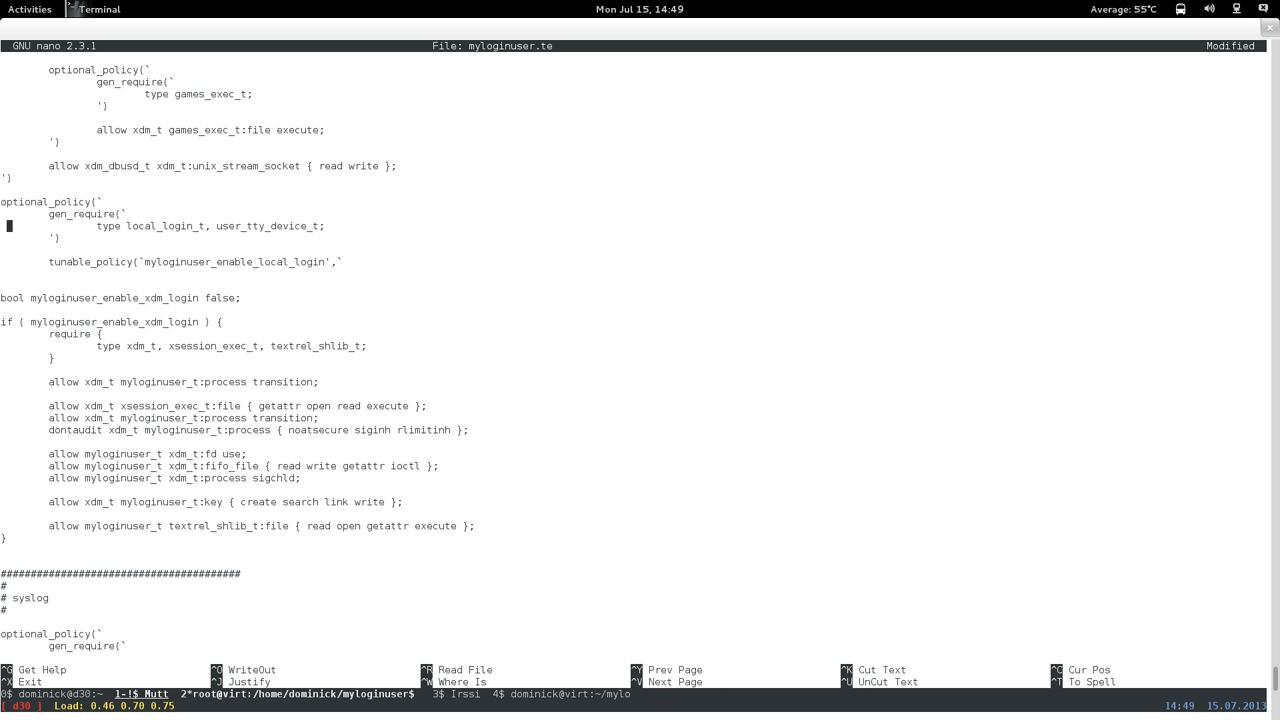 Activities Terminal Mon Jul 15, 14:49 Average: 55°C
GNU nano 2.3.1 File: myloginuser.te Modified
optional_policy(`
gen_require(`
type games_exec_t;
')
allow xdm_t games_exec_t:file execute;
')
allow xdm_dbusd_t xdm_t:unix_stream_socket { read write };
')
optional_policy(`
gen_require(`
type local_login_t, user_tty_device_t;
')
tunable_policy(`myloginuser_enable_local_login',`
bool myloginuser_enable_xdm_login false;
if ( myloginuser_enable_xdm_login ) {
require {
type xdm_t, xsession_exec_t, textrel_shlib_t;
}
allow xdm_t myloginuser_t:process transition;
allow xdm_t xsession_exec_t:file { getattr open read execute };
allow xdm_t myloginuser_t:process transition;
dontaudit xdm_t myloginuser_t:process { noatsecure siginh rlimitinh };
allow myloginuser_t xdm_t:fd use;
allow myloginuser_t xdm_t:fifo_file { read write getattr ioctl };
allow myloginuser_t xdm_t:process sigchld;
allow xdm_t myloginuser_t:key { create search link write };
allow myloginuser_t textrel_shlib_t:file { read open getattr execute };
}
########################################
#
# syslog
#
optional_policy(`
gen_require(`
^G Get Help ^O WriteOut ^R Read File ^Y Prev Page ^K Cut Text ^C Cur Pos
^X Exit ^J Justify ^W Where Is ^V Next Page ^U UnCut Text ^T To Spell
0$ dominick@d30:~ 1-!$ Mutt 2*root@virt:/home/dominick/myloginuser$ 3$ Irssi 4$ dominick@virt:~/mylo
[ d30 ] Load: 0.46 0.70 0.75 14:49 15.07.2013